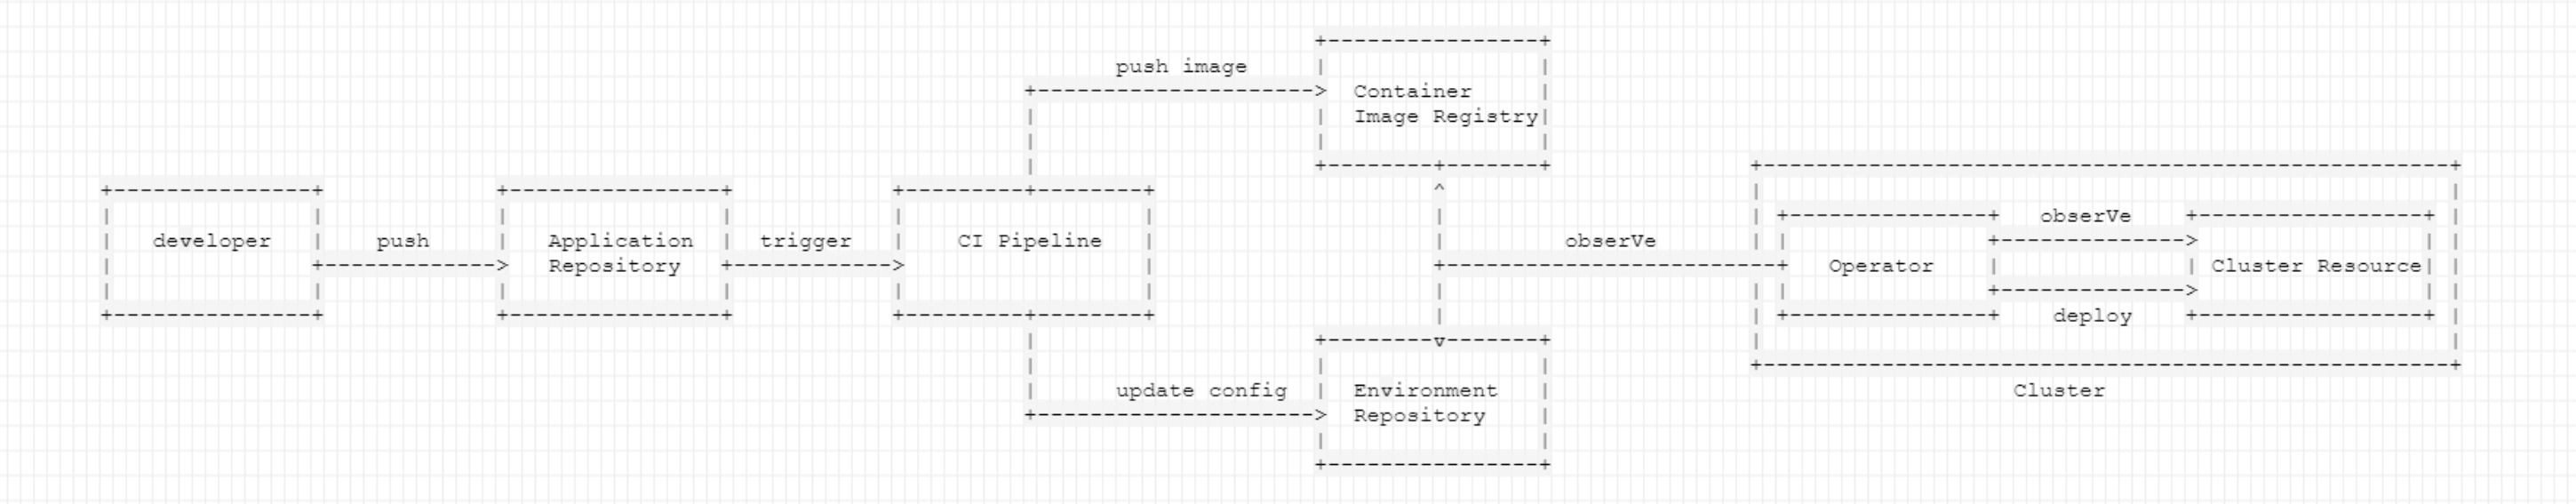 push image
Container
Image Registry
developer
push
Application
Repository
trigger
CI Pipeline
obserVe
Operator
obserVe
Cluster Resource
deploy
update config
Environment
Repository
Cluster